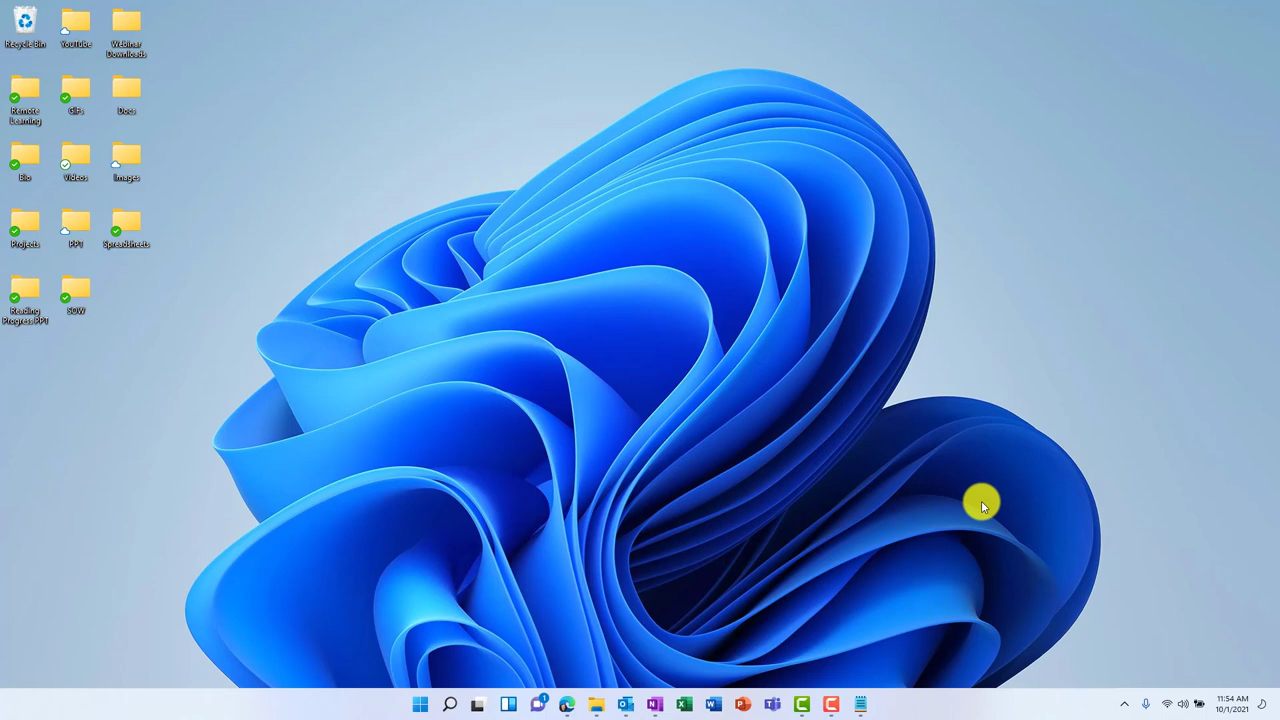 Recycle Bin
YouTube
Webinar
Downloads
Remote
Learning
GIFs
Docs
Bio
Videos
Images
Projects
PPT
Spreadsheets
Reading
Progress PPT
SOW
1
11:54 AM
10/1/2021